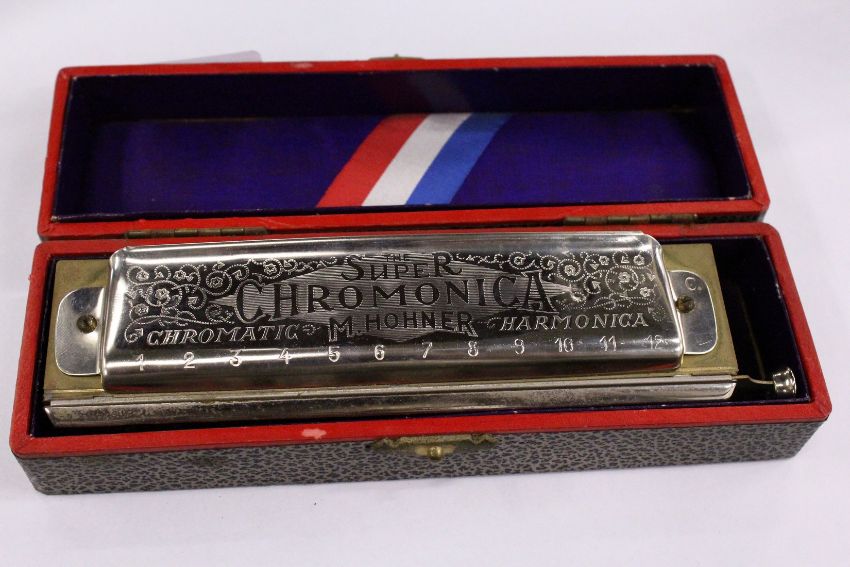 THE
SUPER
CHROMONICA
CHROMATIC M. HOHNER HARMONICA
1 2 3 4 5 6 7 8 9 10 11 12
C